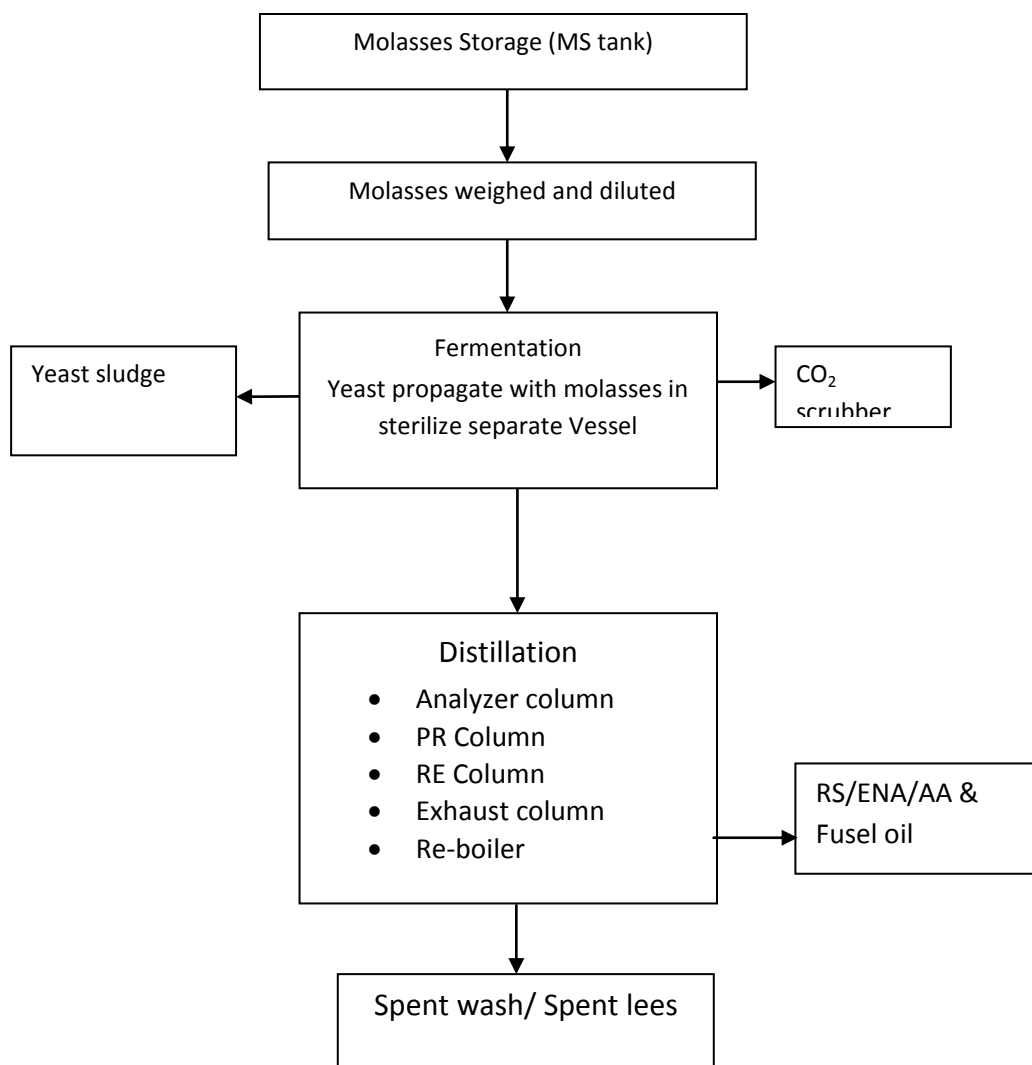 Molasses Storage (MS tank)
Molasses weighed and diluted
Fermentation
Yeast propagate with molasses in
sterilize separate Vessel
Yeast sludge
CO₂
scrubber
Distillation
• Analyzer column
• PR Column
• RE Column
• Exhaust column
• Re-boiler
RS/ENA/AA &
Fusel oil
Spent wash/ Spent lees